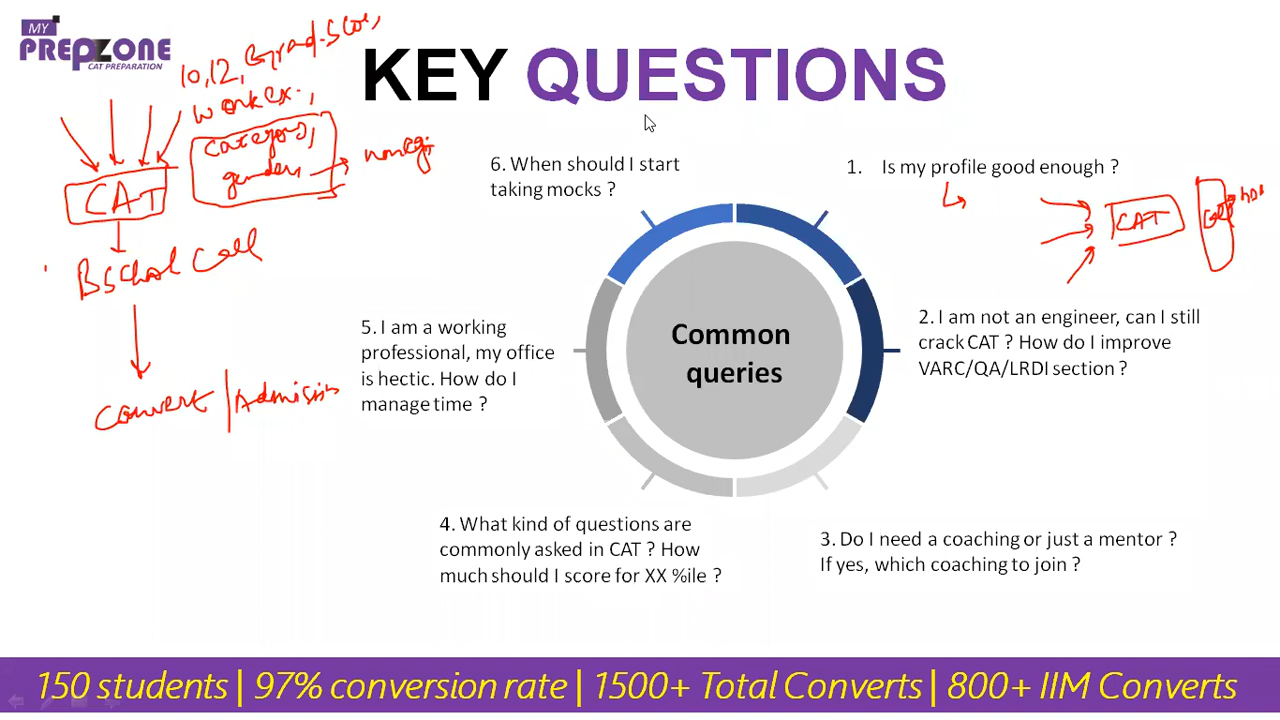 MY
PREPZONE
CAT PREPARATION
KEY QUESTIONS
10, 12, Grad. Score,
work ex.,
category,
gender
CAT
BSchool Call
Convert | Admission
6. When should I start
taking mocks ?
1. Is my profile good enough ?
CAT
2. I am not an engineer, can I still
crack CAT ? How do I improve
VARC/QA/LRDI section ?
Common
queries
5. I am a working
professional, my office
is hectic. How do I
manage time ?
4. What kind of questions are
commonly asked in CAT ? How
much should I score for XX %ile ?
3. Do I need a coaching or just a mentor ?
If yes, which coaching to join ?
150 students | 97% conversion rate | 1500+ Total Converts | 800+ IIM Converts